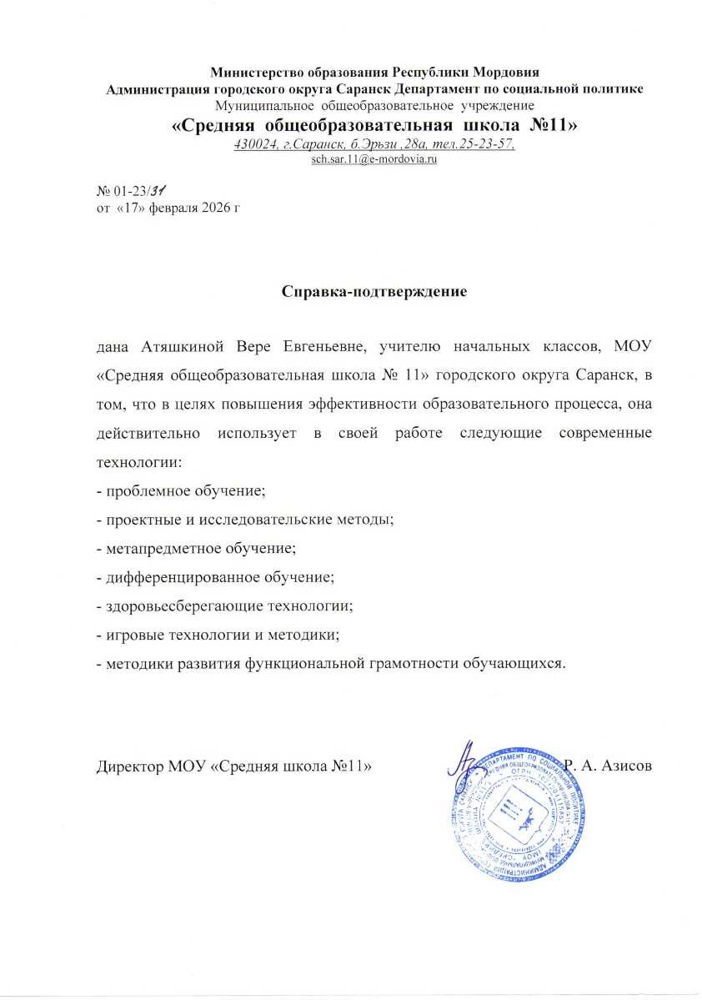 Министерство образования Республики Мордовия
Администрация городского округа Саранск Департамент по социальной политике
Муниципальное общеобразовательное учреждение
«Средняя общеобразовательная школа №11»
430024, г.Саранск, б.Эрьзи ,28а, тел.25-23-57,
sch.sar.11@e-mordovia.ru
№ 01-23/31
от «17» февраля 2026 г
Справка-подтверждение
дана Атяшкиной Вере Евгеньевне, учителю начальных классов, МОУ
«Средняя общеобразовательная школа № 11» городского округа Саранск, в
том, что в целях повышения эффективности образовательного процесса, она
действительно использует в своей работе следующие современные
технологии:
- проблемное обучение;
- проектные и исследовательские методы;
- метапредметное обучение;
- дифференцированное обучение;
- здоровьесберегающие технологии;
- игровые технологии и методики;
- методики развития функциональной грамотности обучающихся.
Директор МОУ «Средняя школа №11» Р. А. Азисов
ДЕПАРТАМЕНТ ПО СОЦИАЛЬНОЙ ПОЛИТИКЕ